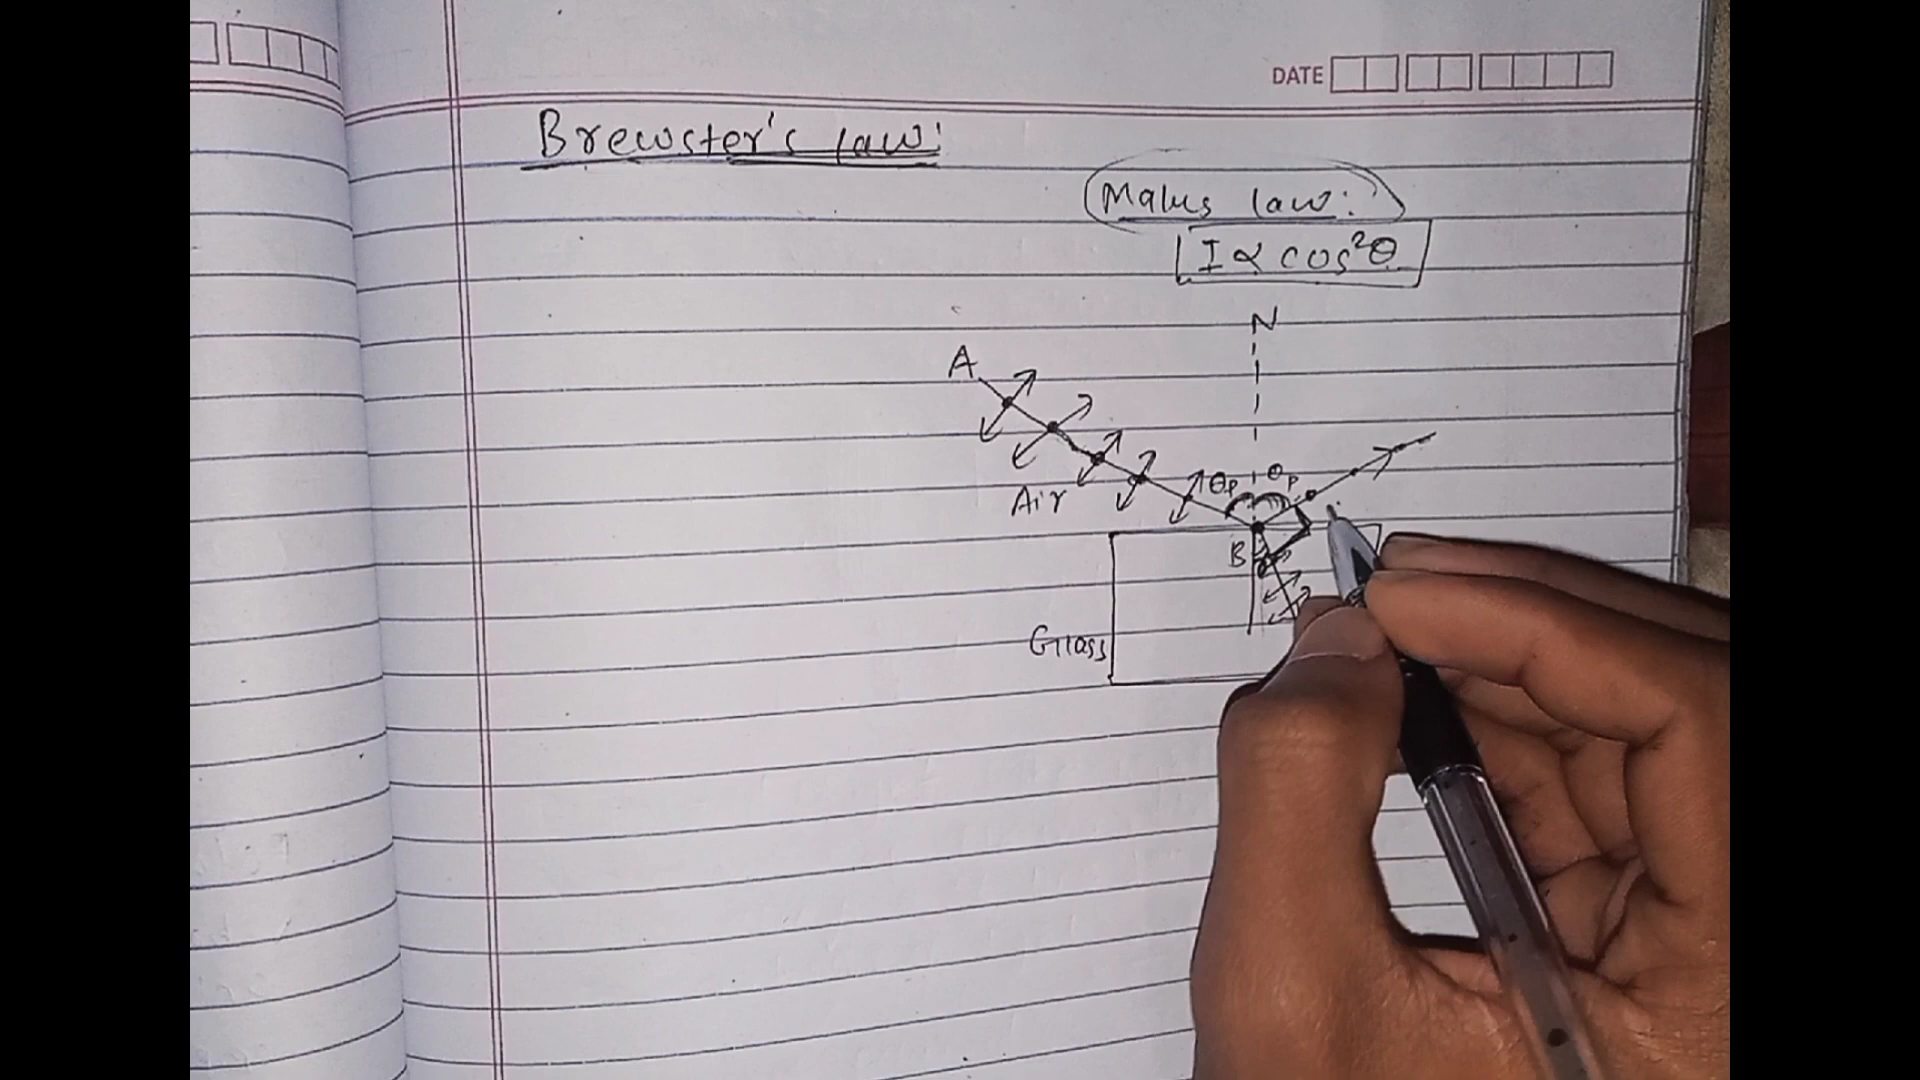 DATE
Brewster's law:
Malus law:
I α cos²θ
N
A
θp θp
Air
B
Glass